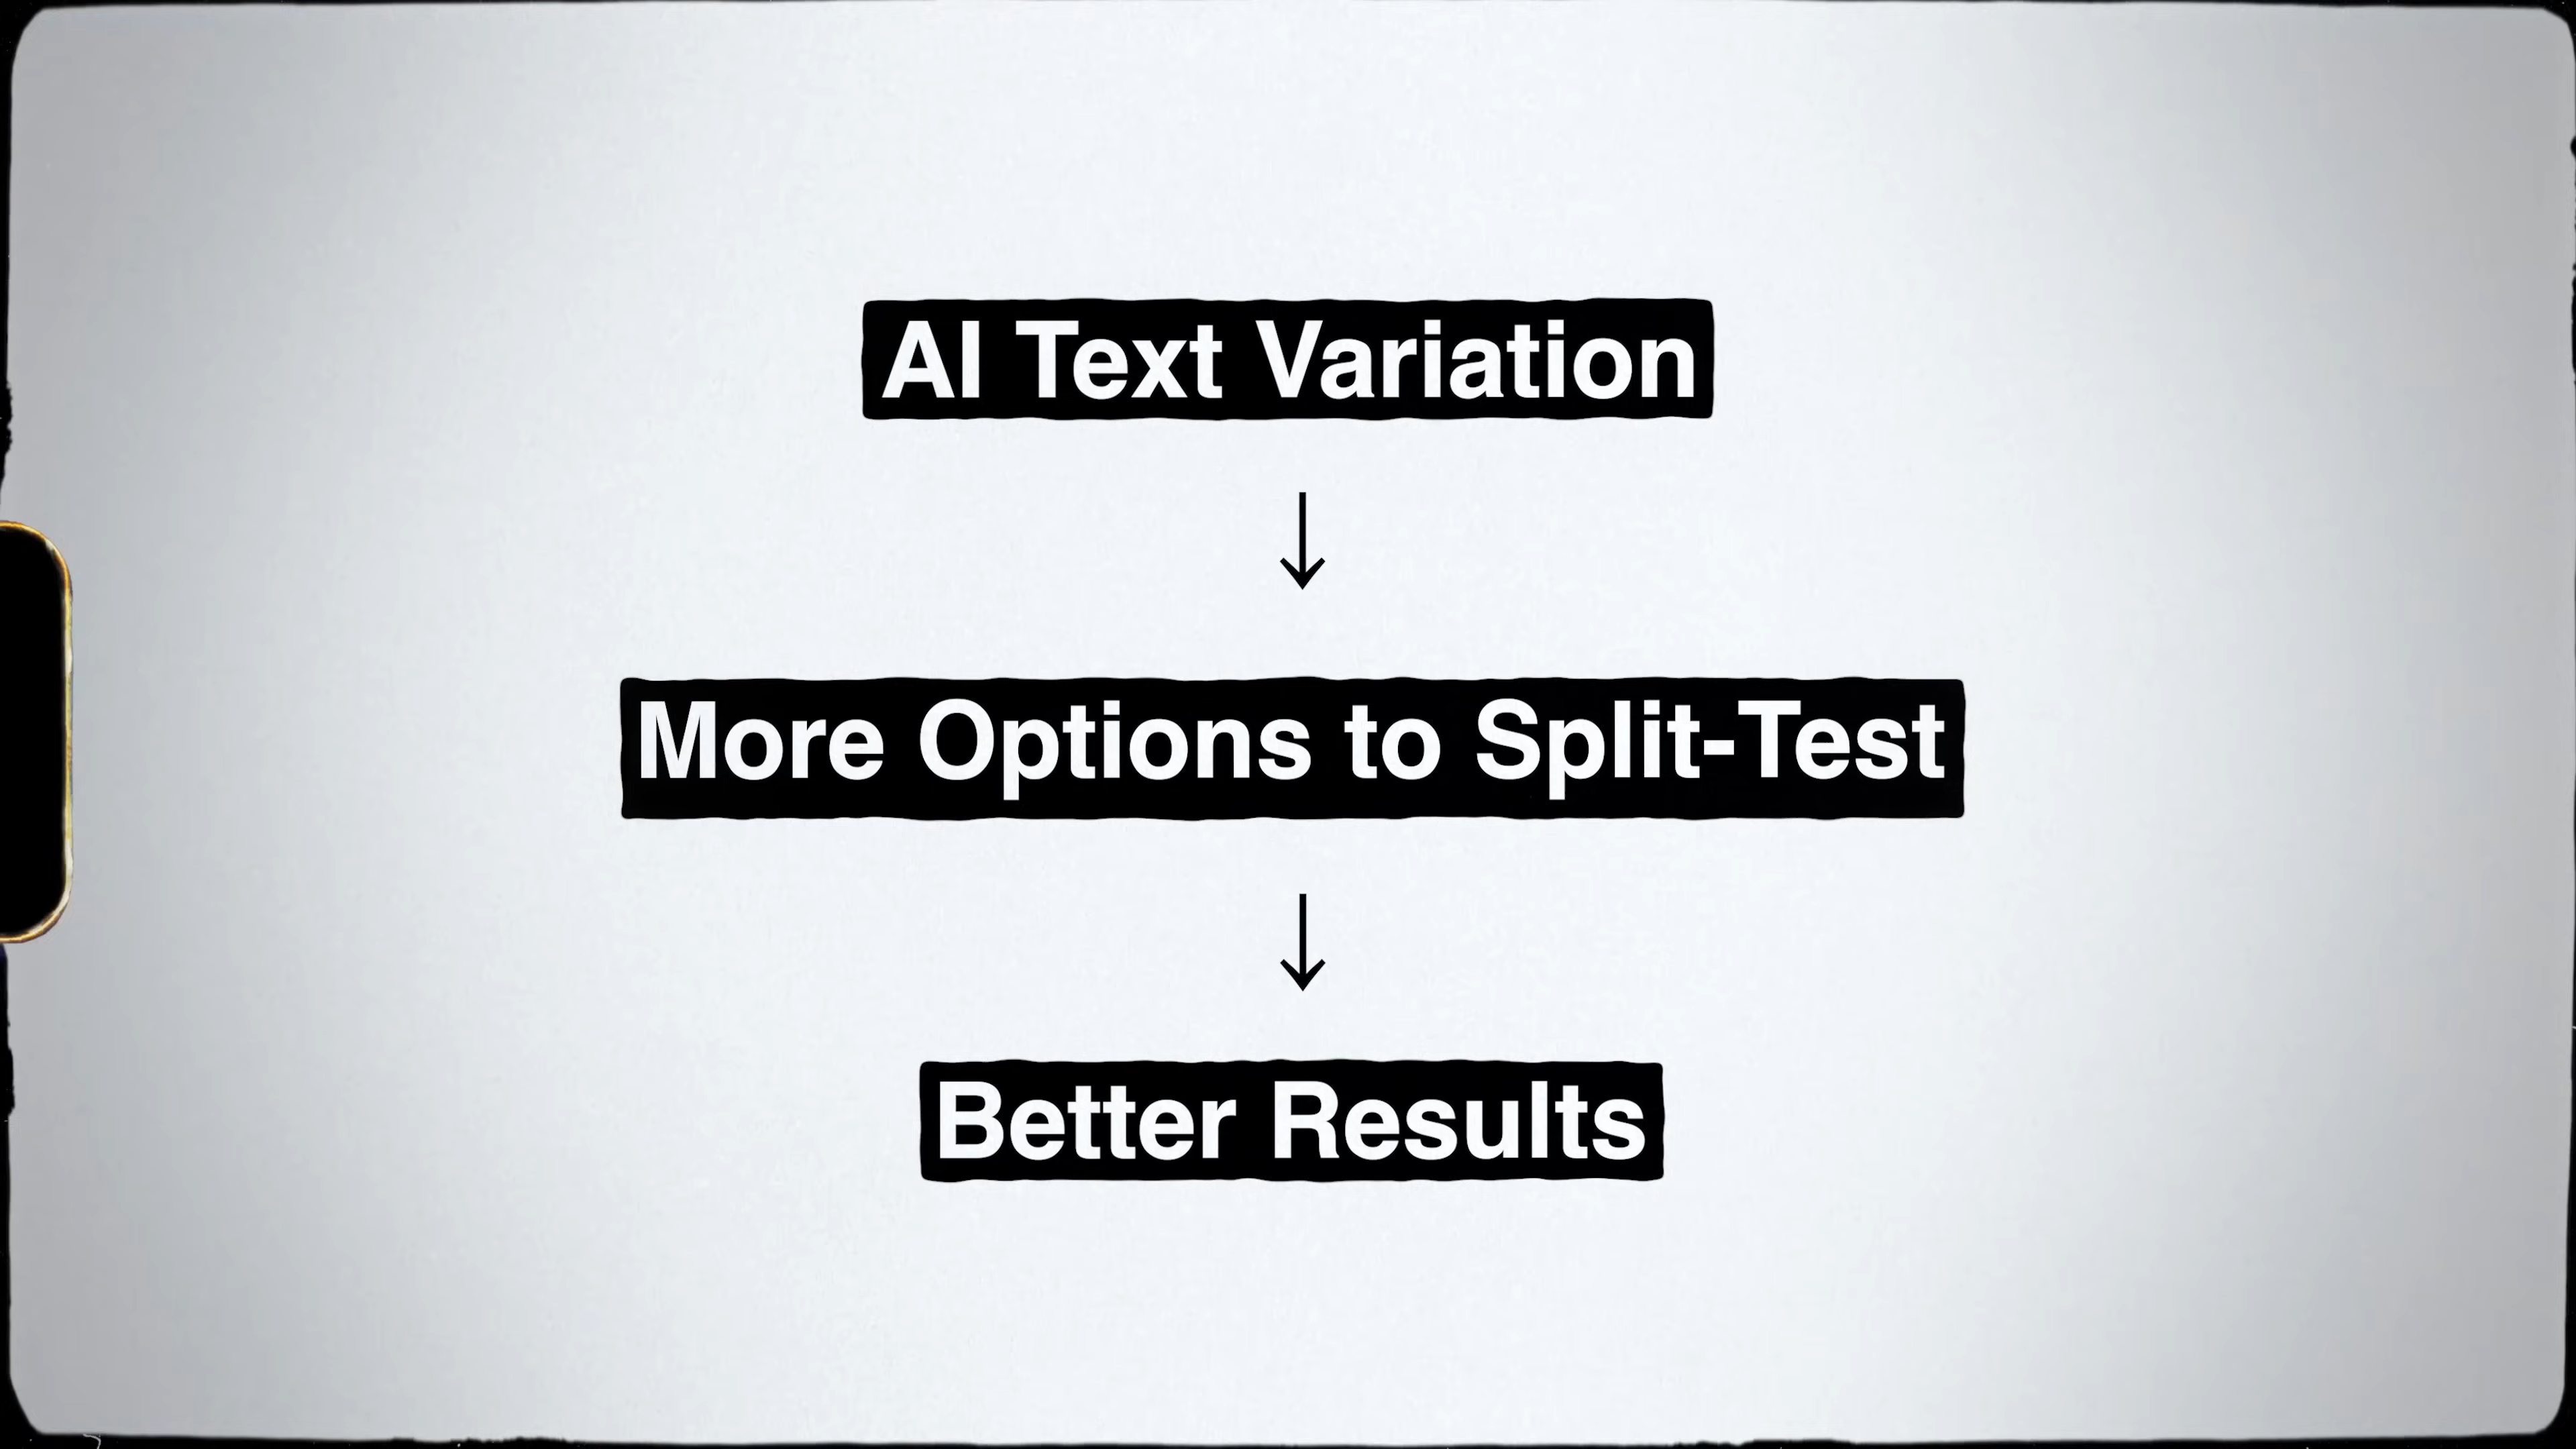 AI Text Variation
↓
More Options to Split-Test
↓
Better Results